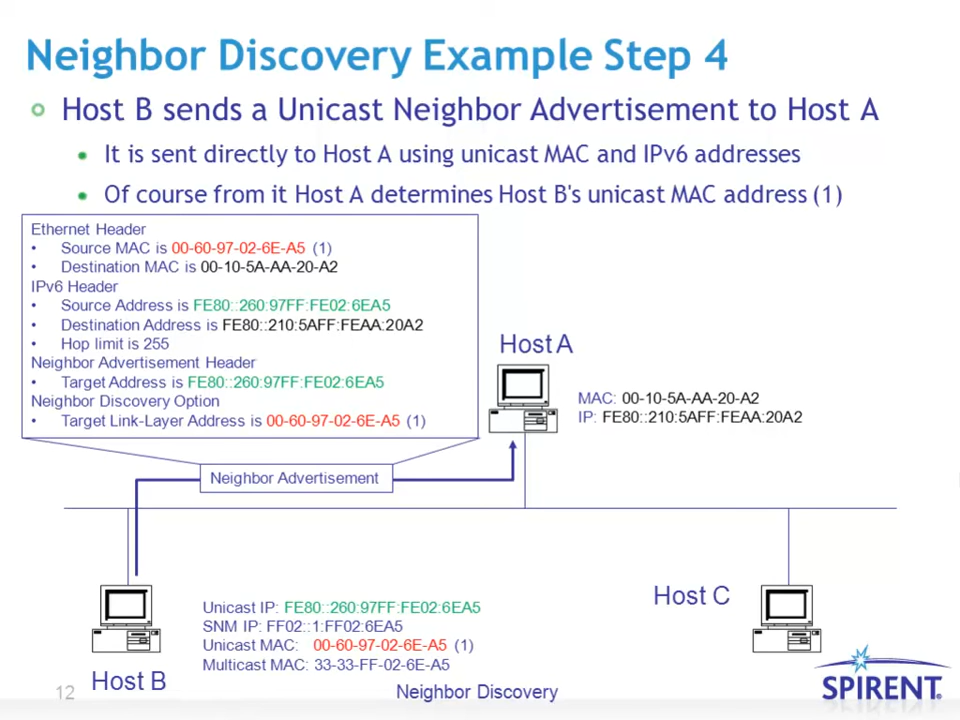 Neighbor Discovery Example Step 4
Host B sends a Unicast Neighbor Advertisement to Host A
• It is sent directly to Host A using unicast MAC and IPv6 addresses
• Of course from it Host A determines Host B's unicast MAC address (1)
Ethernet Header
• Source MAC is 00-60-97-02-6E-A5 (1)
• Destination MAC is 00-10-5A-AA-20-A2
IPv6 Header
• Source Address is FE80::260:97FF:FE02:6EA5
• Destination Address is FE80::210:5AFF:FEAA:20A2
• Hop limit is 255
Neighbor Advertisement Header
• Target Address is FE80::260:97FF:FE02:6EA5
Neighbor Discovery Option
• Target Link-Layer Address is 00-60-97-02-6E-A5 (1)
Host A
MAC: 00-10-5A-AA-20-A2
IP: FE80::210:5AFF:FEAA:20A2
Neighbor Advertisement
Host B
Unicast IP: FE80::260:97FF:FE02:6EA5
SNM IP: FF02::1:FF02:6EA5
Unicast MAC: 00-60-97-02-6E-A5 (1)
Multicast MAC: 33-33-FF-02-6E-A5
Host C
12
Neighbor Discovery
SPIRENT